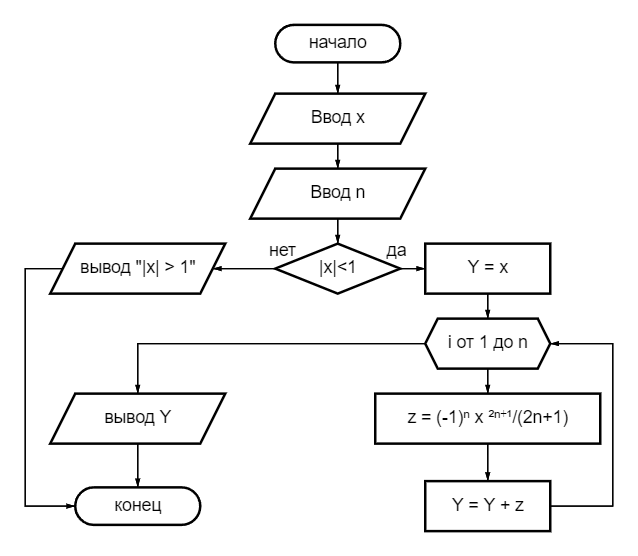 начало
Ввод x
Ввод n
нет
да
вывод "|x| > 1"
|x|<1
Y = x
i от 1 до n
вывод Y
z = (-1)ⁿ x ²ⁿ⁺¹/(2n+1)
конец
Y = Y + z